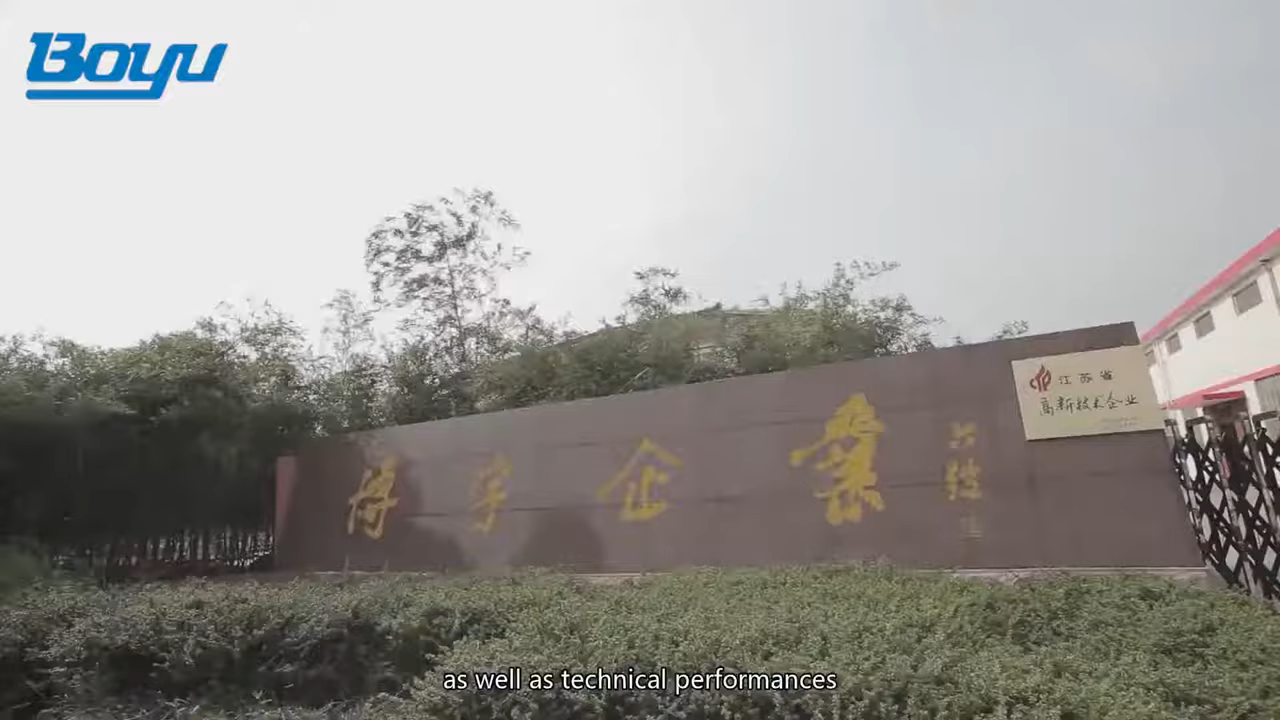 Boyu
江苏省
高新技术企业
博宇企業
as well as technical performances